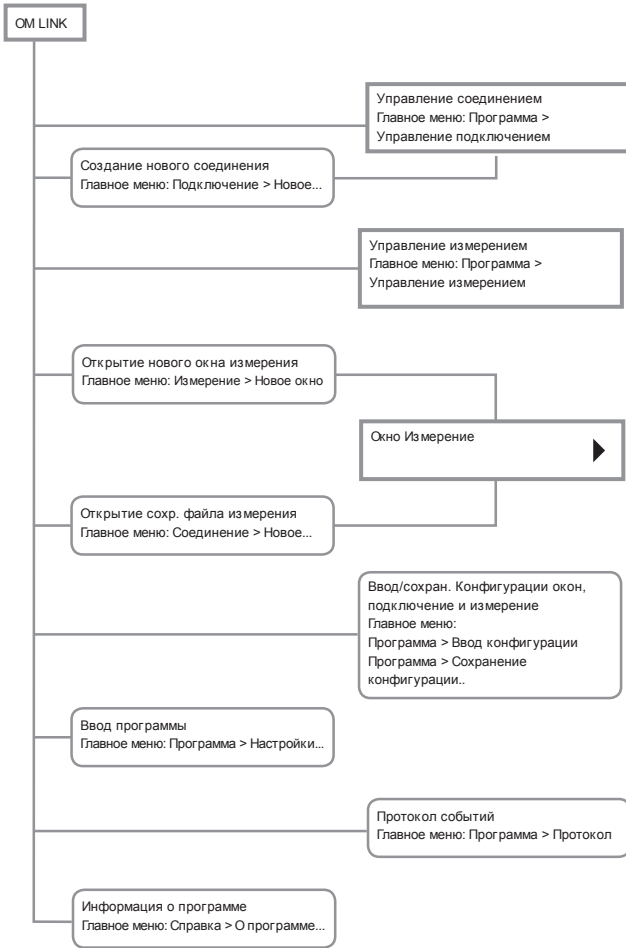 OM LINK
Управление соединением
Главное меню: Программа >
Управление подключением
Создание нового соединения
Главное меню: Подключение > Новое...
Управление измерением
Главное меню: Программа >
Управление измерением
Открытие нового окна измерения
Главное меню: Измерение > Новое окно
Окно Измерение
Открытие сохр. файла измерения
Главное меню: Соединение > Новое...
Ввод/сохран. Конфигурации окон,
подключение и измерение
Главное меню:
Программа > Ввод конфигурации
Программа > Сохранение
конфигурации..
Ввод программы
Главное меню: Программа > Настройки...
Протокол событий
Главное меню: Программа > Протокол
Информация о программе
Главное меню: Справка > О программе...